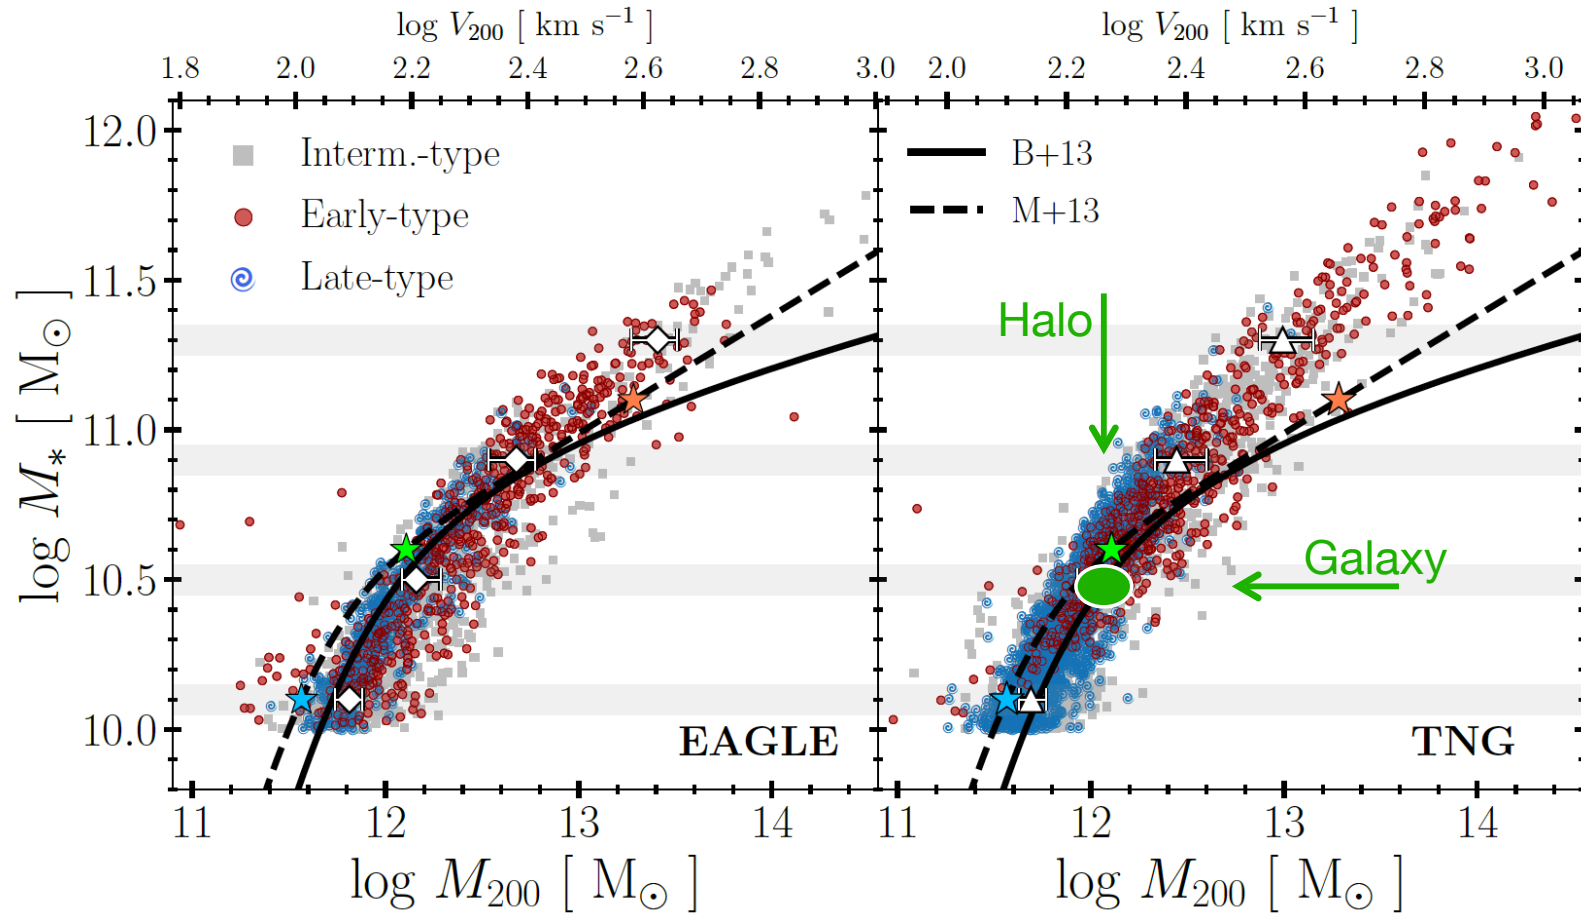 log V200 [ km s−1 ]
log V200 [ km s−1 ]
1.8 2.0 2.2 2.4 2.6 2.8 3.0
2.0 2.2 2.4 2.6 2.8 3.0
12.0
11.5
11.0
10.5
10.0
log M* [ M⊙ ]
Interm.-type
Early-type
Late-type
EAGLE
B+13
M+13
Halo
Galaxy
TNG
11 12 13 14
11 12 13 14
log M200 [ M⊙ ]
log M200 [ M⊙ ]